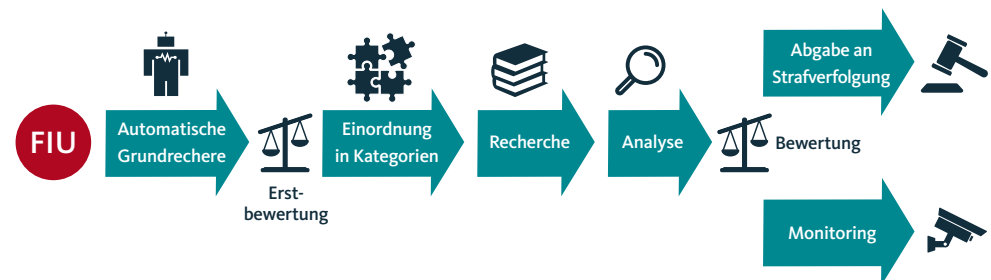 FIU
Automatische
Grundrechere
Erst-
bewertung
Einordnung
in Kategorien
Recherche
Analyse
Bewertung
Abgabe an
Strafverfolgung
Monitoring